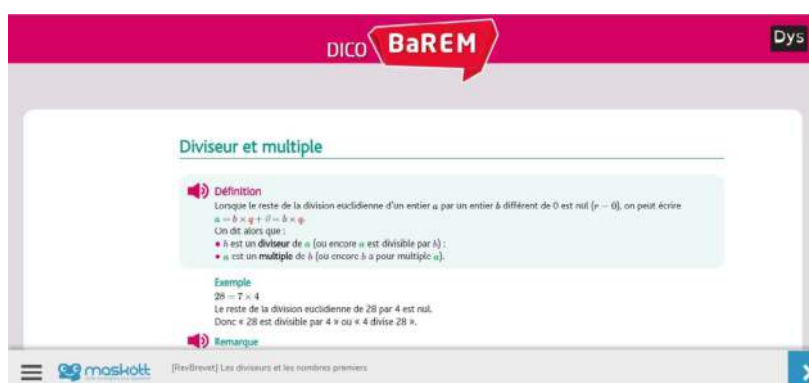 DICO BaREM
Dys
Diviseur et multiple
Définition
Lorsque le reste de la division euclidienne d'un entier a par un entier b différent de 0 est nul (r = 0), on peut écrire
a = b × q + 0 = b × q.
On dit alors que :
• b est un diviseur de a (ou encore a est divisible par b) ;
• a est un multiple de b (ou encore b a pour multiple a).
Exemple
28 = 7 × 4
Le reste de la division euclidienne de 28 par 4 est nul.
Donc « 28 est divisible par 4 » ou « 4 divise 28 ».
Remarque
maskott
[RevBrevet] Les diviseurs et les nombres premiers